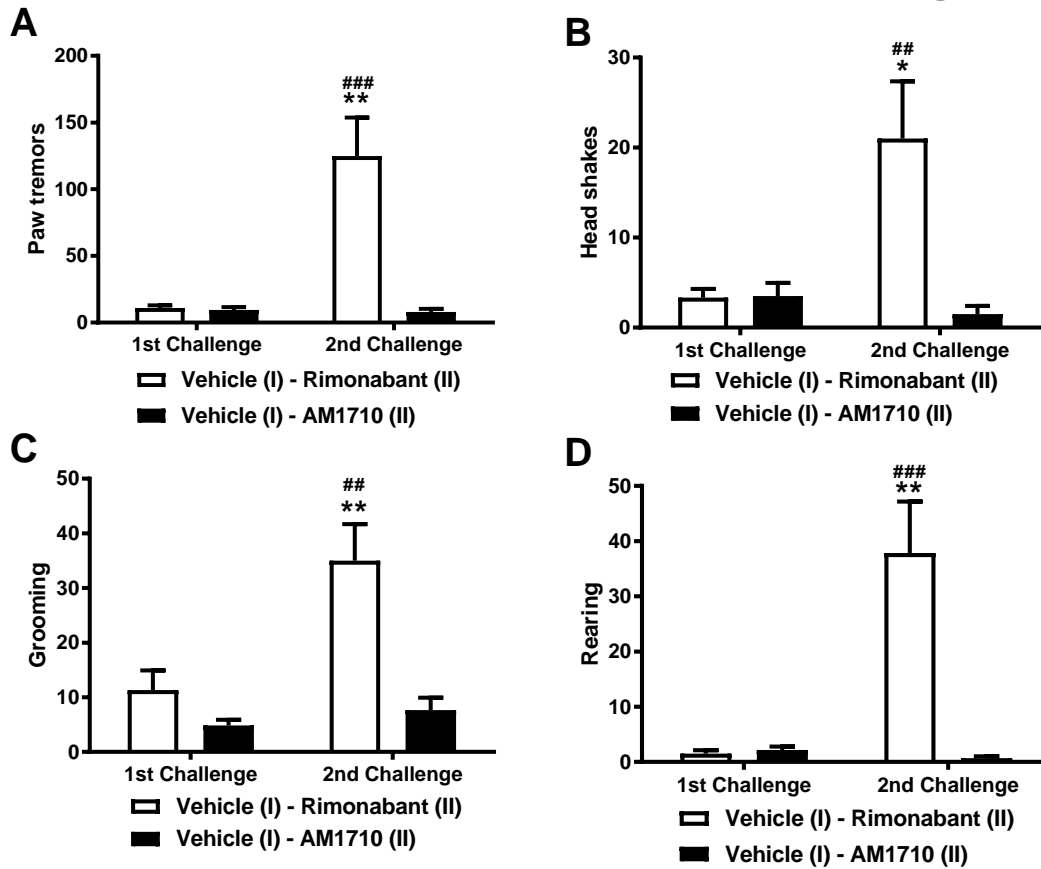 A
200
150
100
50
0
Paw tremors
###
**
1st Challenge 2nd Challenge
Vehicle (I) - Rimonabant (II)
Vehicle (I) - AM1710 (II)
B
30
20
10
0
Head shakes
##
*
1st Challenge 2nd Challenge
Vehicle (I) - Rimonabant (II)
Vehicle (I) - AM1710 (II)
C
50
40
30
20
10
0
Grooming
##
**
1st Challenge 2nd Challenge
Vehicle (I) - Rimonabant (II)
Vehicle (I) - AM1710 (II)
D
50
40
30
20
10
0
Rearing
###
**
1st Challenge 2nd Challenge
Vehicle (I) - Rimonabant (II)
Vehicle (I) - AM1710 (II)